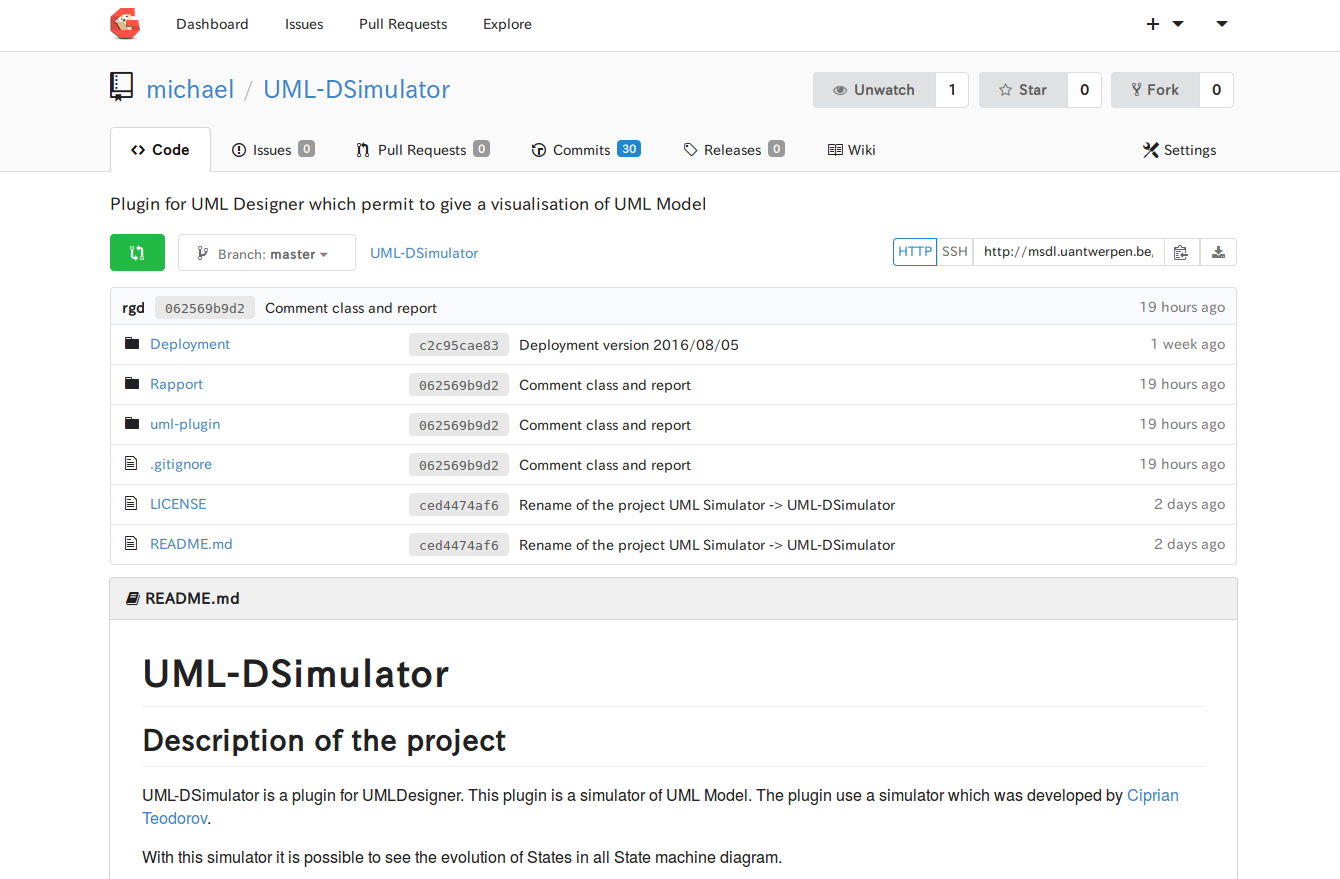 Dashboard Issues Pull Requests Explore
michael / UML-DSimulator Unwatch 1 Star 0 Fork 0
Code Issues 0 Pull Requests 0 Commits 30 Releases 0 Wiki Settings
Plugin for UML Designer which permit to give a visualisation of UML Model
Branch: master UML-DSimulator HTTP SSH http://msdl.uantwerpen.be,
rgd 062569b9d2 Comment class and report 19 hours ago
Deployment c2c95cae83 Deployment version 2016/08/05 1 week ago
Rapport 062569b9d2 Comment class and report 19 hours ago
uml-plugin 062569b9d2 Comment class and report 19 hours ago
.gitignore 062569b9d2 Comment class and report 19 hours ago
LICENSE ced4474af6 Rename of the project UML Simulator -> UML-DSimulator 2 days ago
README.md ced4474af6 Rename of the project UML Simulator -> UML-DSimulator 2 days ago
README.md
UML-DSimulator
Description of the project
UML-DSimulator is a plugin for UMLDesigner. This plugin is a simulator of UML Model. The plugin use a simulator which was developed by Ciprian
Teodorov.
With this simulator it is possible to see the evolution of States in all State machine diagram.